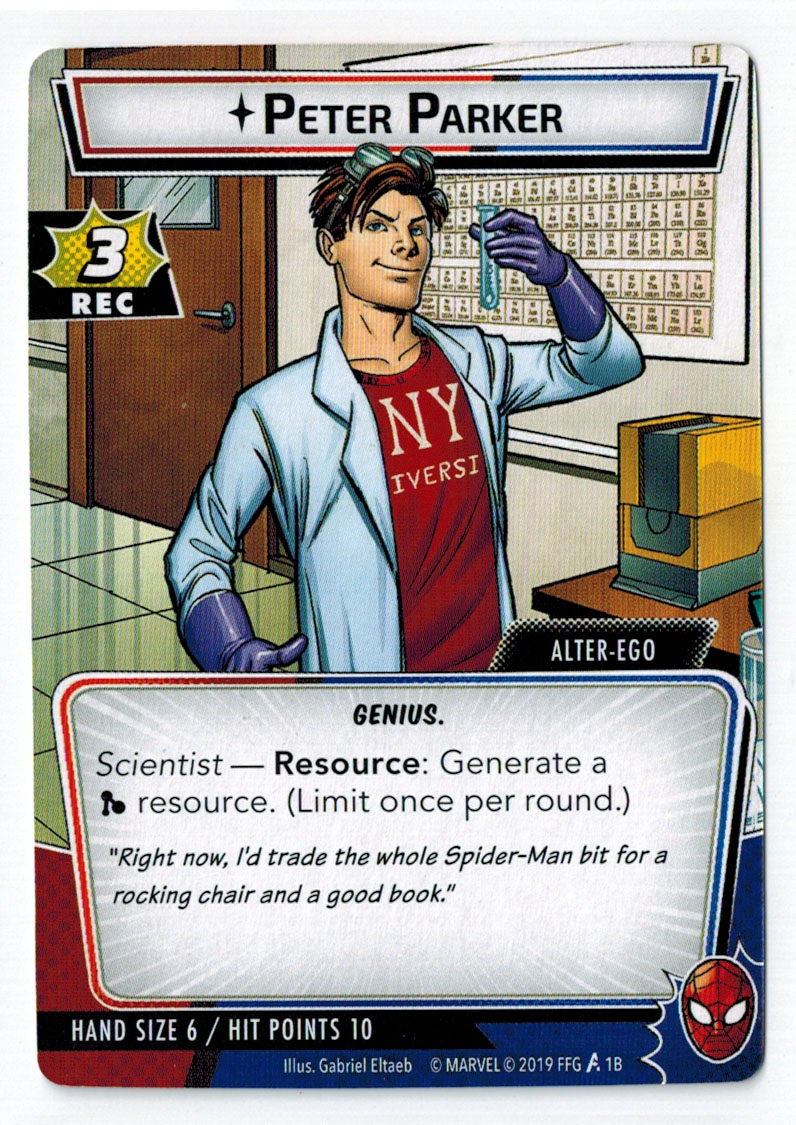 PETER PARKER
3
REC
NY
IVERSI
ALTER-EGO
GENIUS.
Scientist — Resource: Generate a
resource. (Limit once per round.)
"Right now, I'd trade the whole Spider-Man bit for a
rocking chair and a good book."
HAND SIZE 6 / HIT POINTS 10
Illus. Gabriel Eltaeb © MARVEL © 2019 FFG 1B